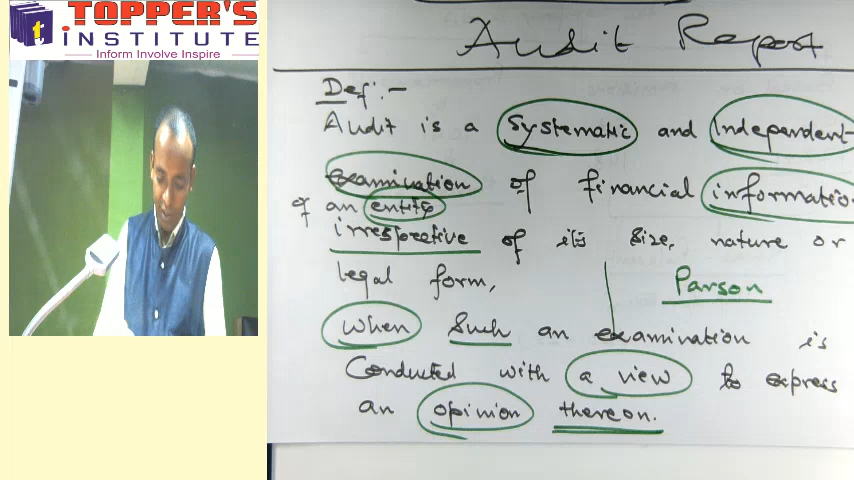 TOPPER'S
t INSTITUTE
Inform Involve Inspire
Audit Report
Def:-
Audit is a systematic and Independent
examination of financial information
of an entity
irrespective of its size, nature or
legal form,
Parson
When Such an examination is
Conducted with a view to express
an opinion thereon.